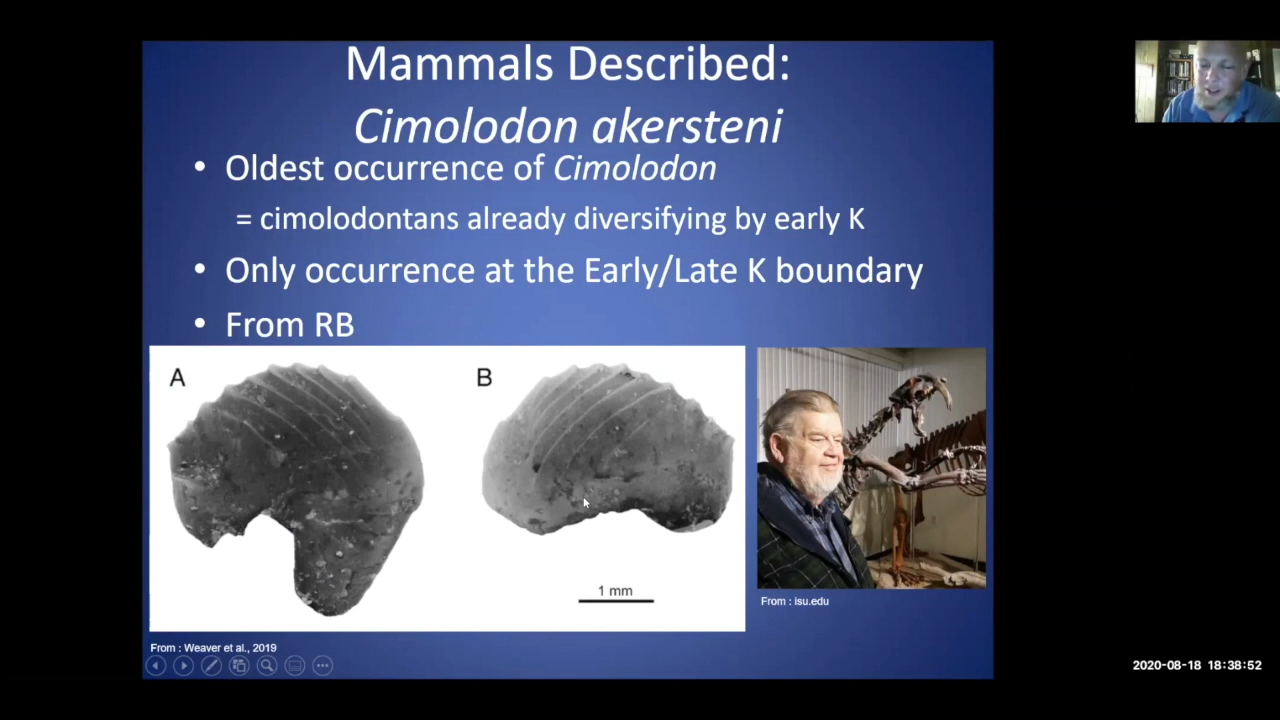 Mammals Described:
Cimolodon akersteni
• Oldest occurrence of Cimolodon
= cimolodontans already diversifying by early K
• Only occurrence at the Early/Late K boundary
• From RB
A
B
1 mm
From : isu.edu
From : Weaver et al., 2019
2020-08-18 18:38:52